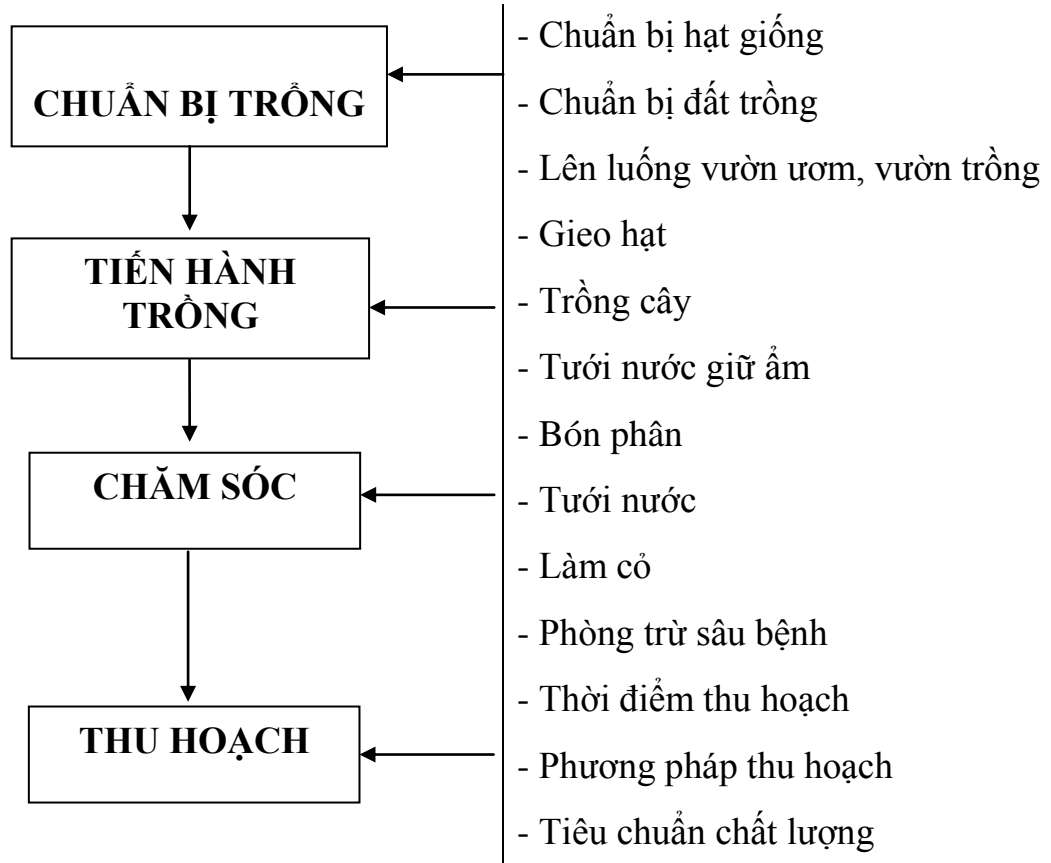 CHUẨN BỊ TRỔNG
TIẾN HÀNH
TRỒNG
CHĂM SÓC
THU HOẠCH
- Chuẩn bị hạt giống
- Chuẩn bị đất trồng
- Lên luống vườn ươm, vườn trồng
- Gieo hạt
- Trồng cây
- Tưới nước giữ ẩm
- Bón phân
- Tưới nước
- Làm cỏ
- Phòng trừ sâu bệnh
- Thời điểm thu hoạch
- Phương pháp thu hoạch
- Tiêu chuẩn chất lượng